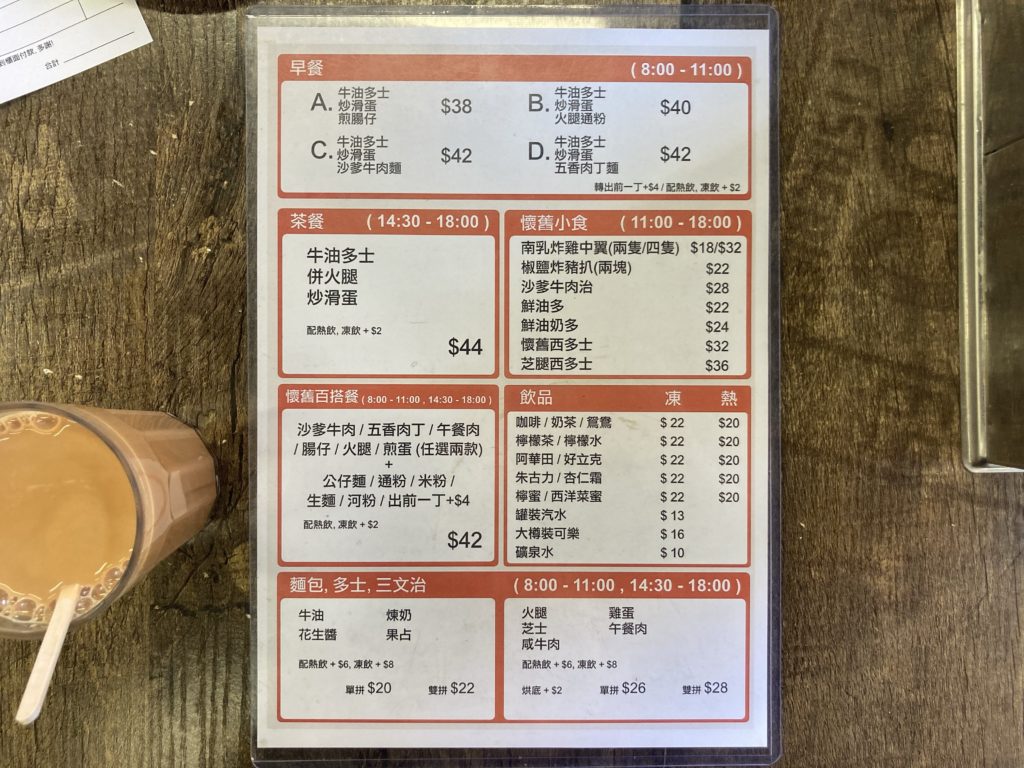 到櫃面付款,多謝!
合計
早餐 ( 8:00 - 11:00 )
A. 牛油多士
炒滑蛋
煎腸仔
$38
B. 牛油多士
炒滑蛋
火腿通粉
$40
C. 牛油多士
炒滑蛋
沙爹牛肉麵
$42
D. 牛油多士
炒滑蛋
五香肉丁麵
$42
轉出前一丁+$4 / 配熱飲, 凍飲 + $2
茶餐 ( 14:30 - 18:00 )
牛油多士
併火腿
炒滑蛋
配熱飲, 凍飲 + $2
$44
懷舊小食 ( 11:00 - 18:00 )
南乳炸雞中翼(兩隻/四隻) $18/$32
椒鹽炸豬扒(兩塊) $22
沙爹牛肉治 $28
鮮油多 $22
鮮油奶多 $24
懷舊西多士 $32
芝腿西多士 $36
懷舊百搭餐 ( 8:00 - 11:00 , 14:30 - 18:00 )
沙爹牛肉 / 五香肉丁 / 午餐肉
/ 腸仔 / 火腿 / 煎蛋 (任選兩款)
+
公仔麵 / 通粉 / 米粉 /
生麵 / 河粉 / 出前一丁+$4
配熱飲, 凍飲 + $2
$42
飲品 凍 熱
咖啡 / 奶茶 / 鴛鴦 $ 22 $20
檸檬茶 / 檸檬水 $ 22 $20
阿華田 / 好立克 $ 22 $20
朱古力 / 杏仁霜 $ 22 $20
檸蜜 / 西洋菜蜜 $ 22 $20
罐裝汽水 $ 13
大樽裝可樂 $ 16
礦泉水 $ 10
麵包, 多士, 三文治 ( 8:00 - 11:00 , 14:30 - 18:00 )
牛油 煉奶
花生醬 果占
配熱飲 + $6, 凍飲 + $8
單拼 $20 雙拼 $22
火腿 雞蛋
芝士 午餐肉
咸牛肉
配熱飲 + $6, 凍飲 + $8
烘底 + $2 單拼 $26 雙拼 $28